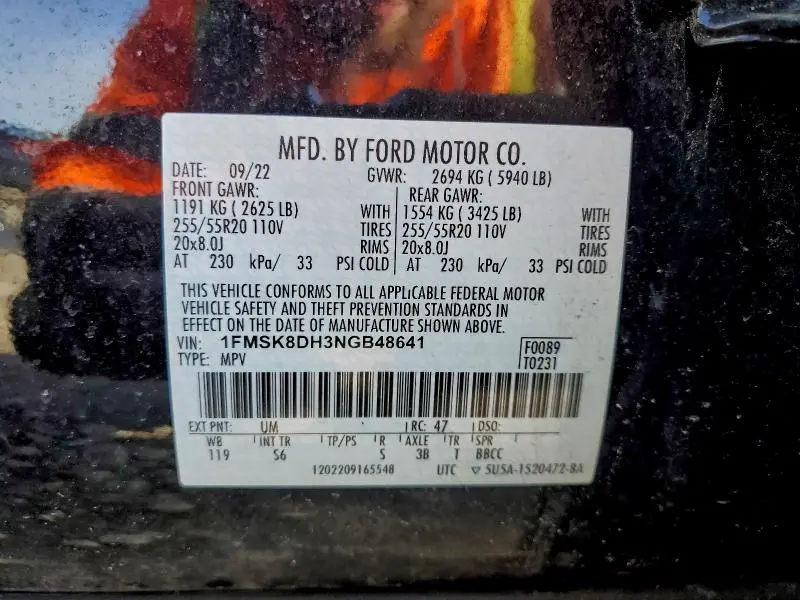 MFD. BY FORD MOTOR CO.
DATE: 09/22 GVWR: 2694 KG ( 5940 LB)
FRONT GAWR: REAR GAWR:
1191 KG ( 2625 LB) WITH 1554 KG ( 3425 LB) WITH
255/55R20 110V TIRES 255/55R20 110V TIRES
20x8.0J RIMS 20x8.0J RIMS
AT 230 kPa/ 33 PSI COLD AT 230 kPa/ 33 PSI COLD
THIS VEHICLE CONFORMS TO ALL APPLICABLE FEDERAL MOTOR
VEHICLE SAFETY AND THEFT PREVENTION STANDARDS IN
EFFECT ON THE DATE OF MANUFACTURE SHOWN ABOVE.
VIN: 1FMSK8DH3NGB48641
TYPE: MPV
F0089
T0231
EXT PNT: UM RC: 47 DSO:
WB INT TR TP/PS R AXLE TR SPR
119 S6 S 3B T BBCC
1202209165548 UTC ▽ 5USA-1520472-8A